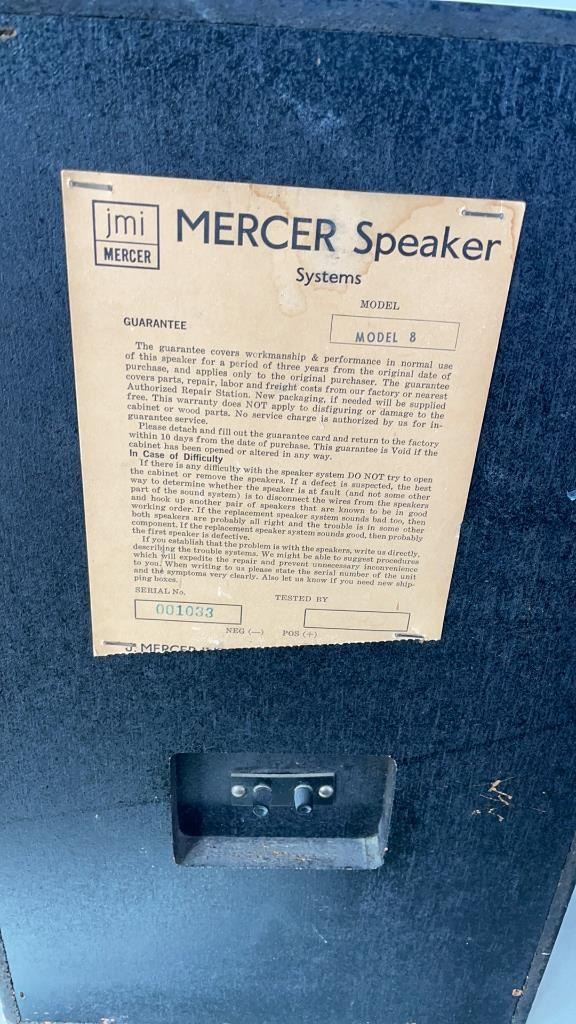 jmi
MERCER
MERCER Speaker
Systems
MODEL
GUARANTEE
MODEL 8
The guarantee covers workmanship & performance in normal use
of this speaker for a period of three years from the original date of
purchase, and applies only to the original purchaser. The guarantee
covers parts, repair, labor and freight costs from our factory or nearest
Authorized Repair Station. New packaging, if needed will be supplied
free. This warranty does NOT apply to disfiguring or damage to the
cabinet or wood parts. No service charge is authorized by us for in-
guarantee service.
Please detach and fill out the guarantee card and return to the factory
within 10 days from the date of purchase. This guarantee is Void if the
cabinet has been opened or altered in any way.
In Case of Difficulty
If there is any difficulty with the speaker system DO NOT try to open
the cabinet or remove the speakers. If a defect is suspected, the best
way to determine whether the speaker is at fault (and not some other
part of the sound system) is to disconnect the wires from the speakers
and hook up another pair of speakers that are known to be in good
working order. If the replacement speaker system sounds bad too, then
both speakers are probably all right and the trouble is in some other
component. If the replacement speaker system sounds good, then probably
the first speaker is defective.
If you establish that the problem is with the speakers, write us directly,
describing the trouble systems. We might be able to suggest procedures
which will expedite the repair and prevent unnecessary inconvenience
to you. When writing to us please state the serial number of the unit
and the symptoms very clearly. Also let us know if you need new ship-
ping boxes.
SERIAL No.
TESTED BY
001033
NEG (—) POS (+)
J. MERCER